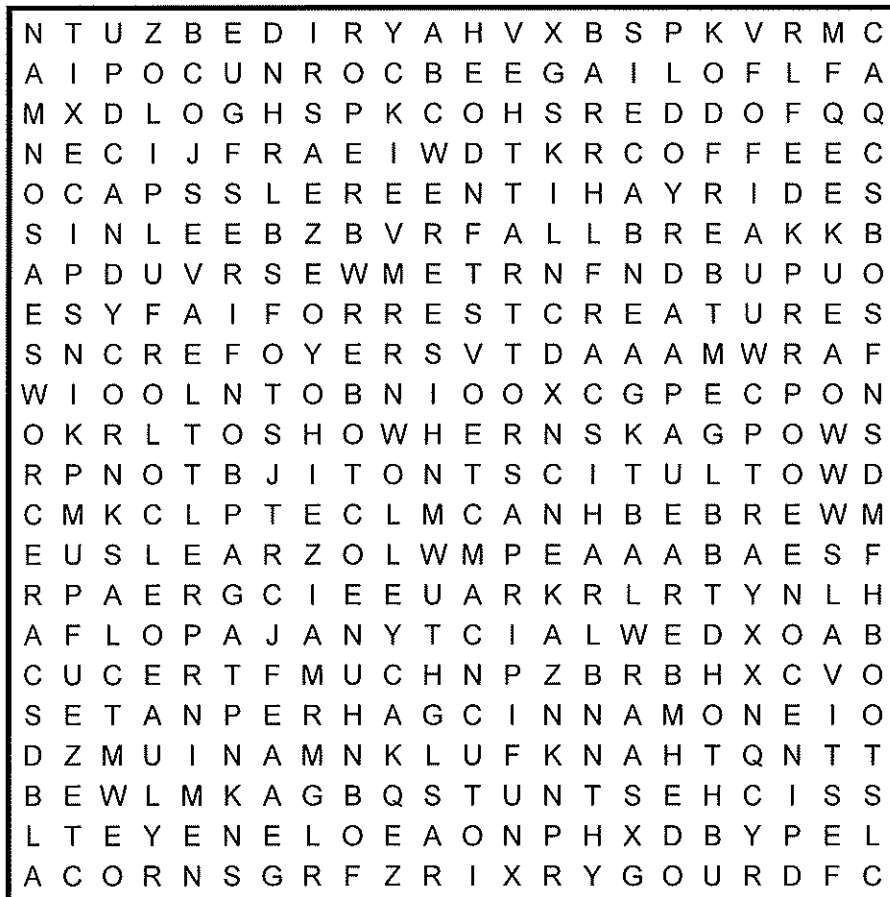 N T U Z B E D I R Y A H V X B S P K V R M C
A I P O C U N R O C B E E G A I L O F L F A
M X D L O G H S P K C O H S R E D D O F Q Q
N E C I J F R A E I W D T K R C O F F E E C
O C A P S S L E R E E N T I H A Y R I D E S
S I N L E E B Z B V R F A L L B R E A K K B
A P D U V R S E W M E T R N F N D B U P U O
E S Y F A I F O R R E S T C R E A T U R E S
S N C R E F O Y E R S V T D A A A M W R A F
W I O O L N T O B N I O O X C G P E C P O N
O K R L T O S H O W H E R N S K A G P O W S
R P N O T B J I T O N T S C I T U L T O W D
C M K C L P T E C L M C A N H B E B R E W M
E U S L E A R Z O L W M P E A A A B A E S F
R P A E R G C I E E U A R K R L R T Y N L H
A F L O P A J A N Y T C I A L W E D X O A B
C U C E R T F M U C H N P Z B R B H X C V O
S E T A N P E R H A G C I N N A M O N E I O
D Z M U I N A M N K L U F K N A H T Q N T T
B E W L M K A G B Q S T U N T S E H C I S S
L T E Y E N E L O E A O N P H X D B Y P E L
A C O R N S G R F Z R I X R Y G O U R D F C